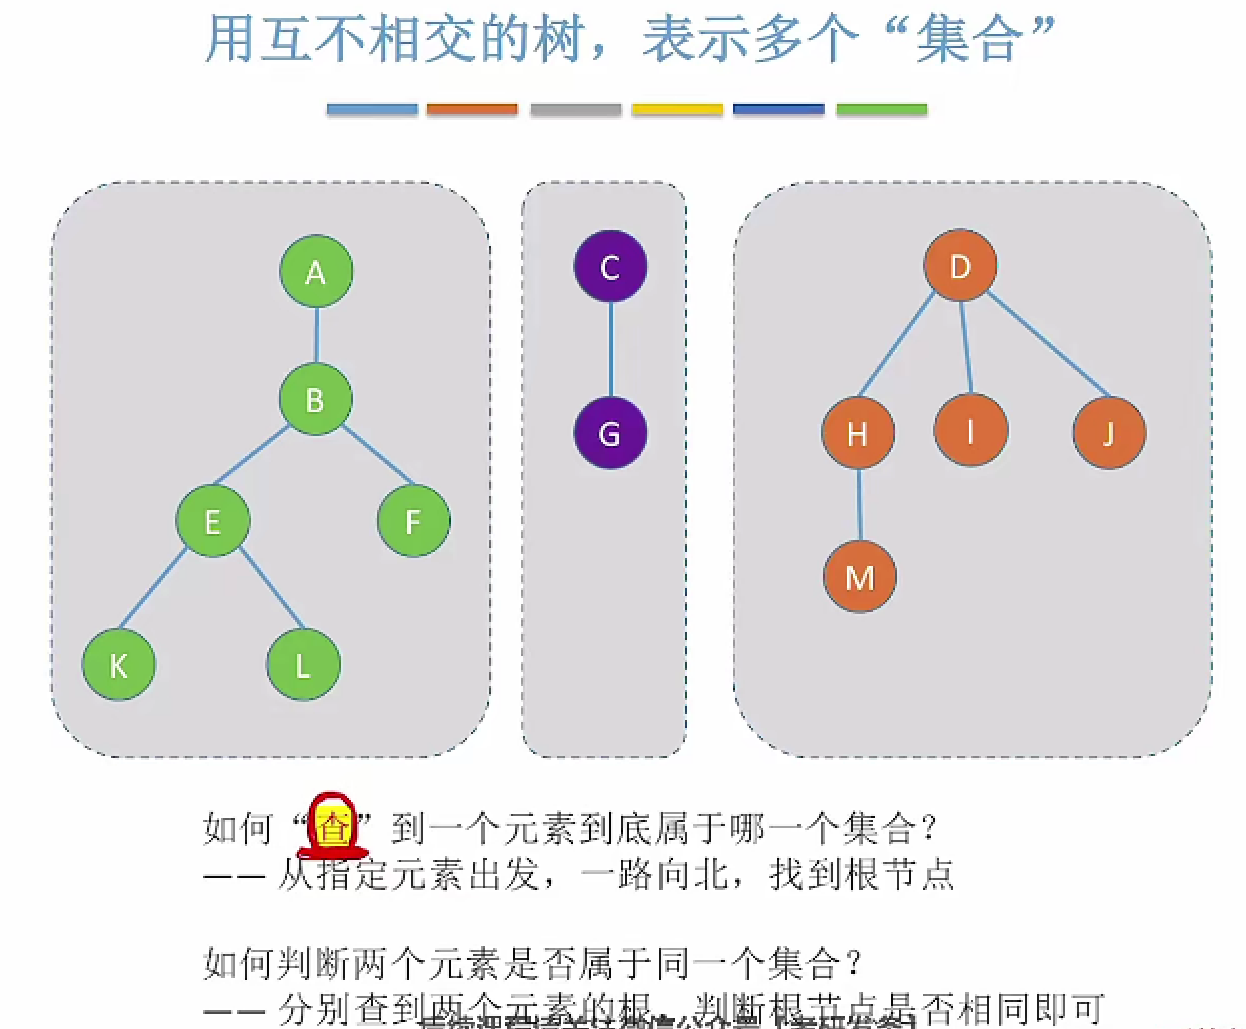 用互不相交的树，表示多个“集合”
A
C
D
B
G
H
I
J
E
F
M
K
L
如何“查”到一个元素到底属于哪一个集合？
—— 从指定元素出发，一路向北，找到根节点
如何判断两个元素是否属于同一个集合？
—— 分别查到两个元素的根，判断根节点是否相同即可